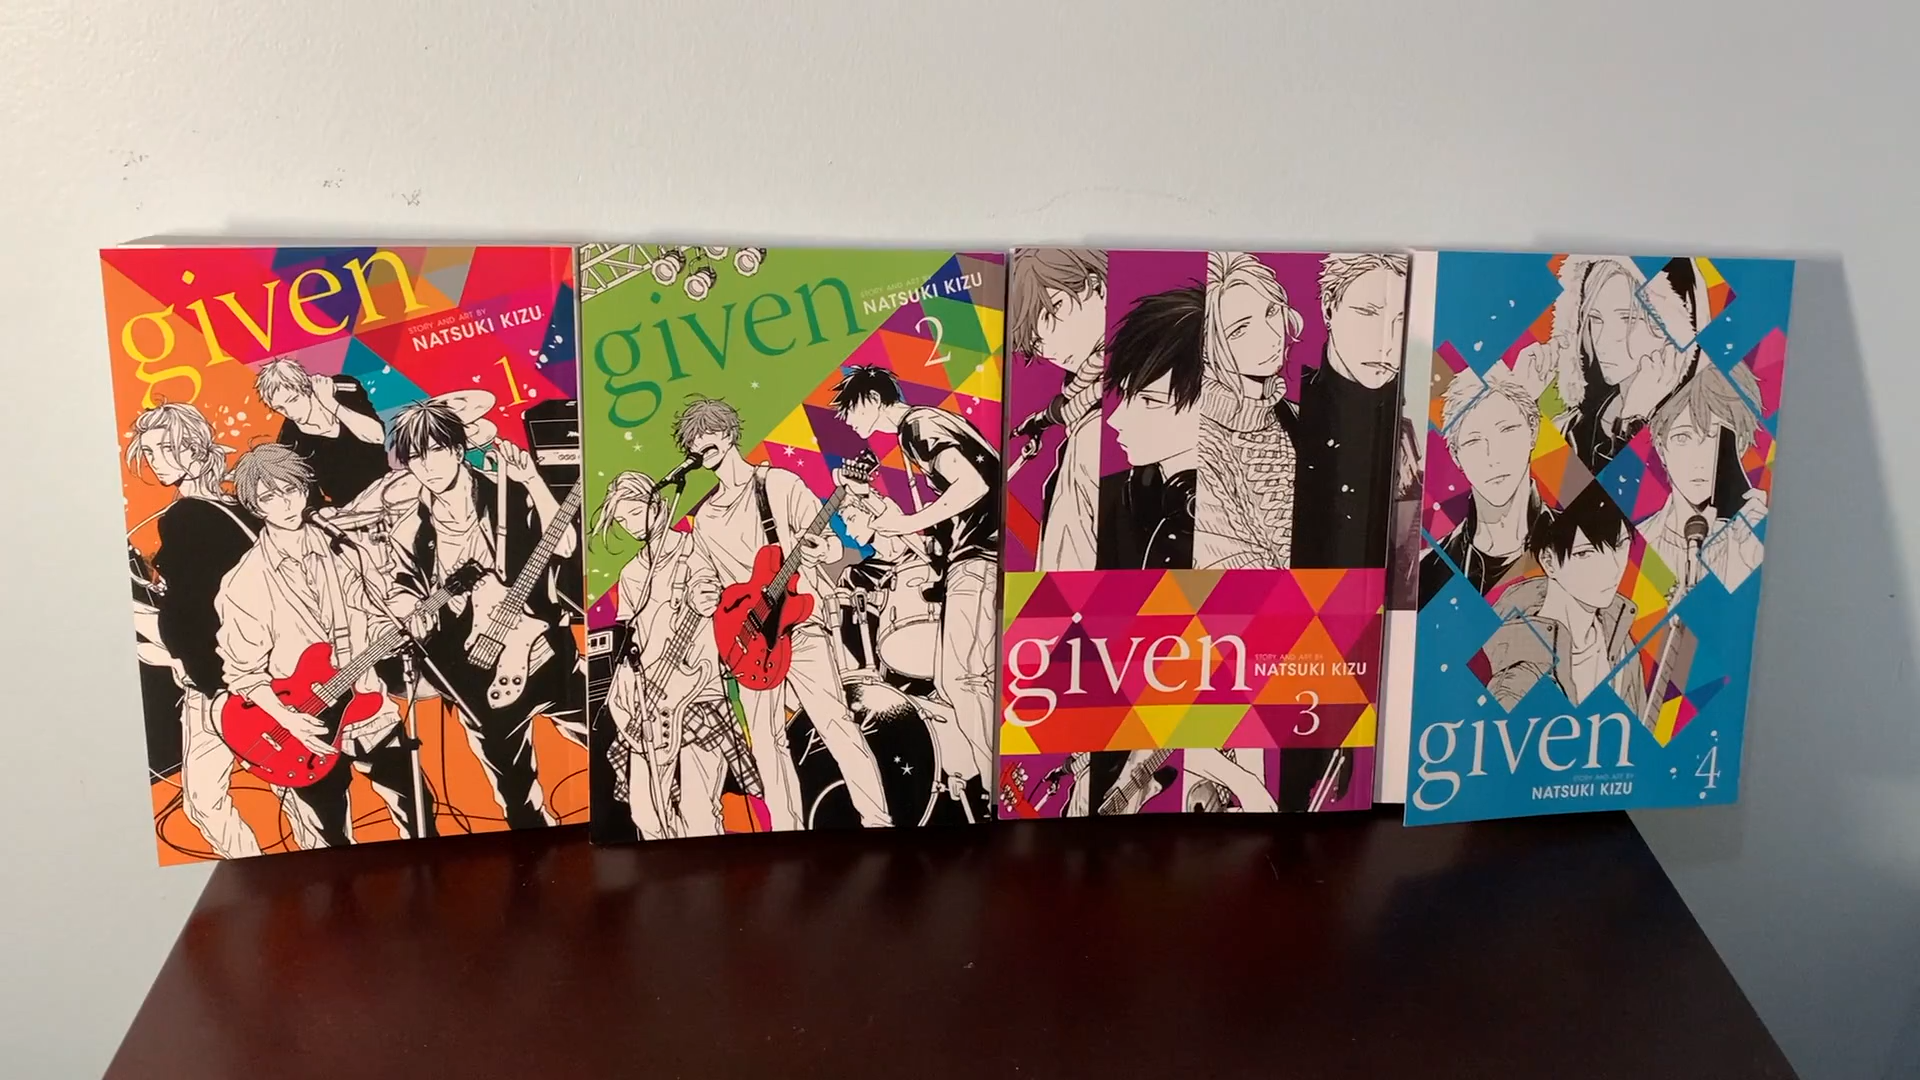 given
STORY AND ART BY
NATSUKI KIZU
1
given
STORY AND ART BY
NATSUKI KIZU
2
given
STORY AND ART BY
NATSUKI KIZU
3
given
STORY AND ART BY
NATSUKI KIZU
4